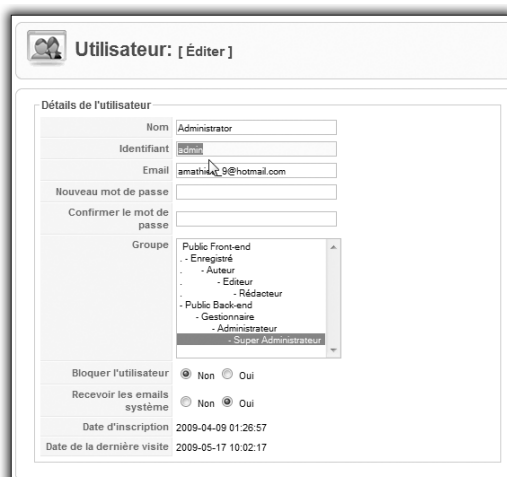 Utilisateur: [ Éditer ]
Détails de l'utilisateur
Nom Administrator
Identifiant admin
Email
Nouveau mot de passe
Confirmer le mot de
passe
Groupe Public Front-end
. - Enregistré
. - Auteur
. - Editeur
. - Rédacteur
- Public Back-end
- Gestionnaire
- Administrateur
- Super Administrateur
Bloquer l'utilisateur Non Oui
Recevoir les emails
système Non Oui
Date d'inscription 2009-04-09 01:26:57
Date de la dernière visite 2009-05-17 10:02:17